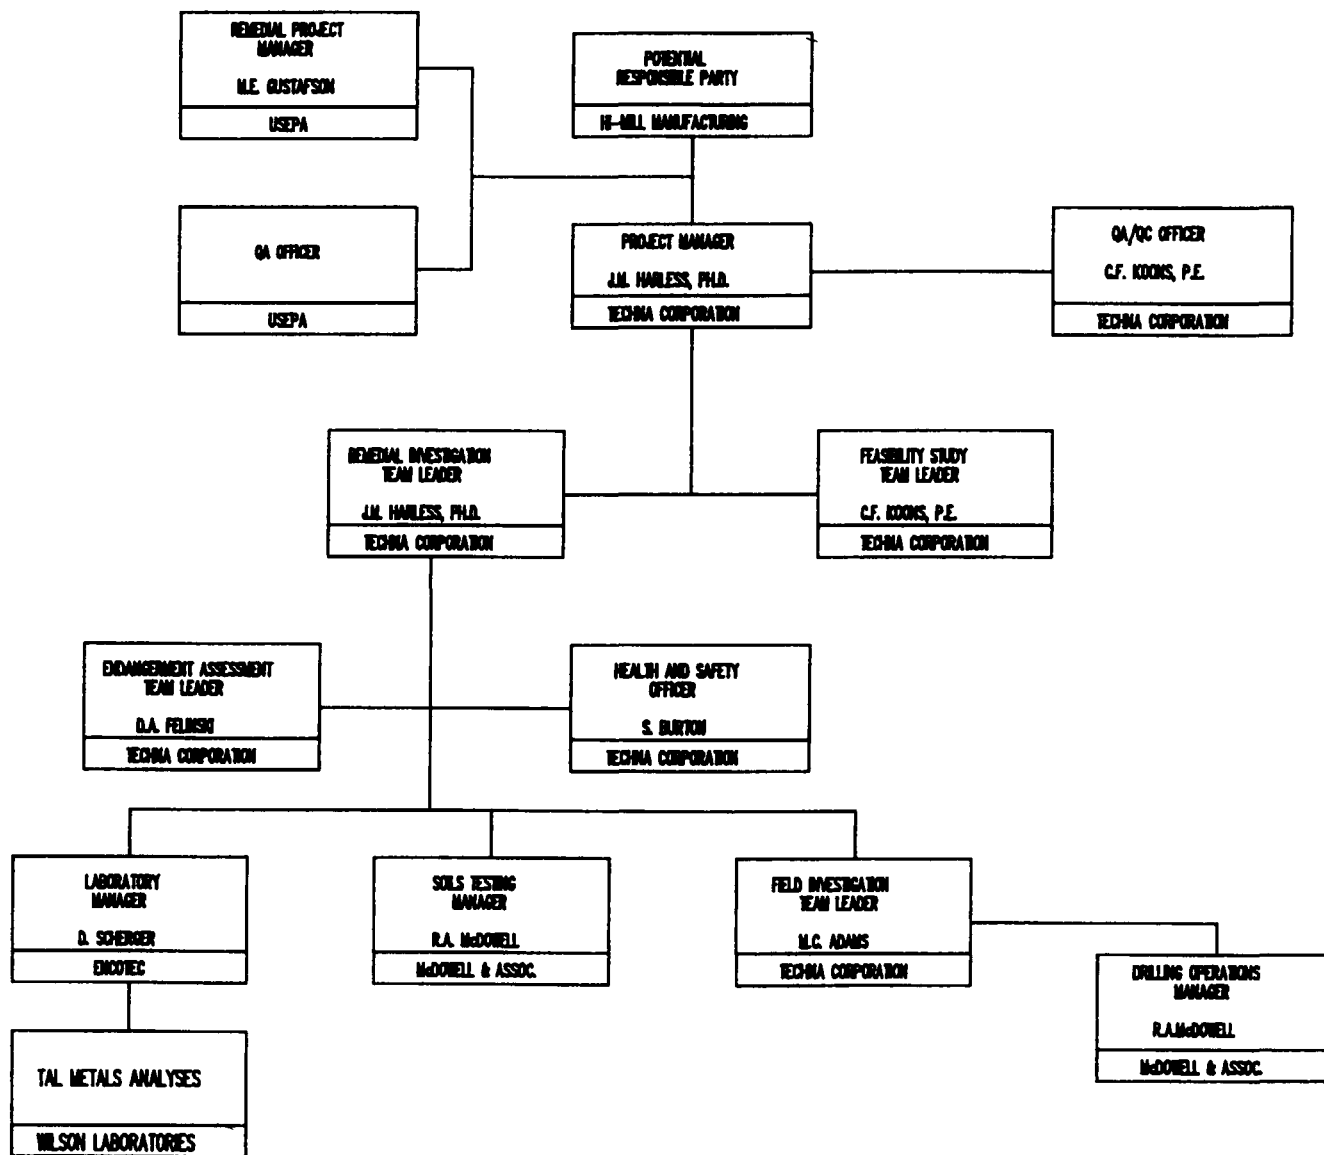 REMEDIAL PROJECT
MANAGER
M.E. GUSTAFSON
USEPA
POTENTIAL
RESPONSIBLE PARTY
HI-MILL MANUFACTURING
QA OFFICER
USEPA
PROJECT MANAGER
J.M. HARLESS, PH.D.
TECHNA CORPORATION
QA/QC OFFICER
C.F. KOOKS, P.E.
TECHNA CORPORATION
REMEDIAL INVESTIGATION
TEAM LEADER
J.M. HARLESS, PH.D.
TECHNA CORPORATION
FEASIBILITY STUDY
TEAM LEADER
C.F. KOOKS, P.E.
TECHNA CORPORATION
ENDANGERMENT ASSESSMENT
TEAM LEADER
D.A. FELINSKI
TECHNA CORPORATION
HEALTH AND SAFETY
OFFICER
S. BURTON
TECHNA CORPORATION
LABORATORY
MANAGER
D. SCHERGER
ENCOTEC
SOILS TESTING
MANAGER
R.A. McDOWELL
McDOWELL & ASSOC.
FIELD INVESTIGATION
TEAM LEADER
M.C. ADAMS
TECHNA CORPORATION
DRILLING OPERATIONS
MANAGER
R.A.McDOWELL
McDOWELL & ASSOC.
TAL METALS ANALYSES
WILSON LABORATORIES